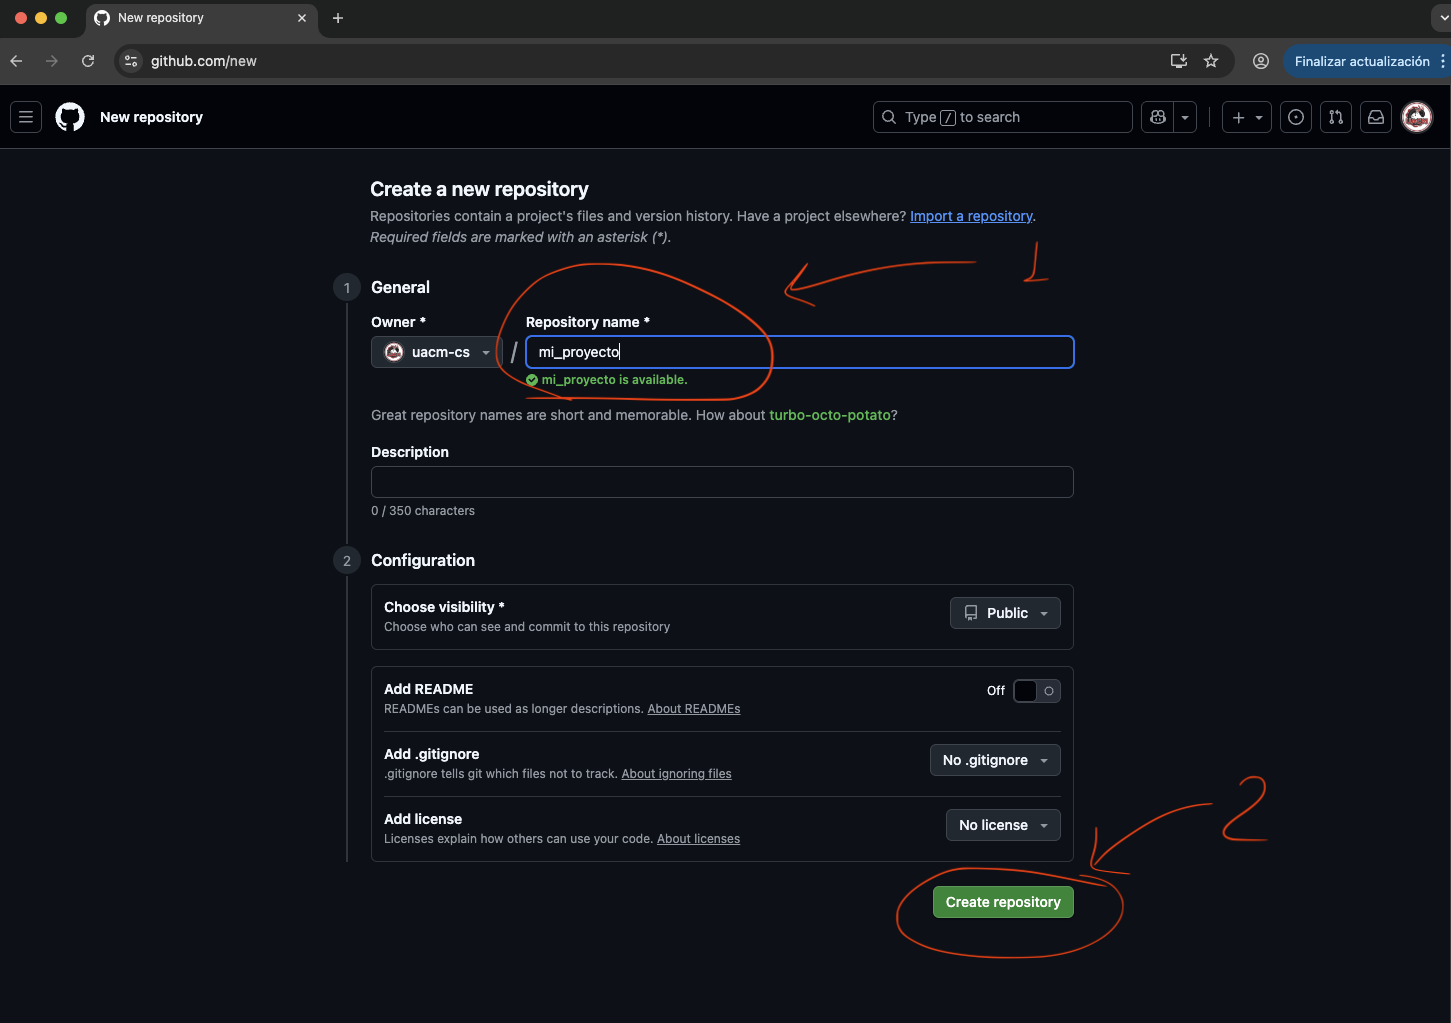 New repository
github.com/new
Finalizar actualización
New repository
Type / to search
Create a new repository
Repositories contain a project's files and version history. Have a project elsewhere? Import a repository.
Required fields are marked with an asterisk (*).
1
1 General
Owner * Repository name *
uacm-cs / mi_proyecto
mi_proyecto is available.
Great repository names are short and memorable. How about turbo-octo-potato?
Description
0 / 350 characters
2 Configuration
Choose visibility * Public
Choose who can see and commit to this repository
Add README Off
READMEs can be used as longer descriptions. About READMEs
Add .gitignore No .gitignore
.gitignore tells git which files not to track. About ignoring files
2
Add license No license
Licenses explain how others can use your code. About licenses
Create repository